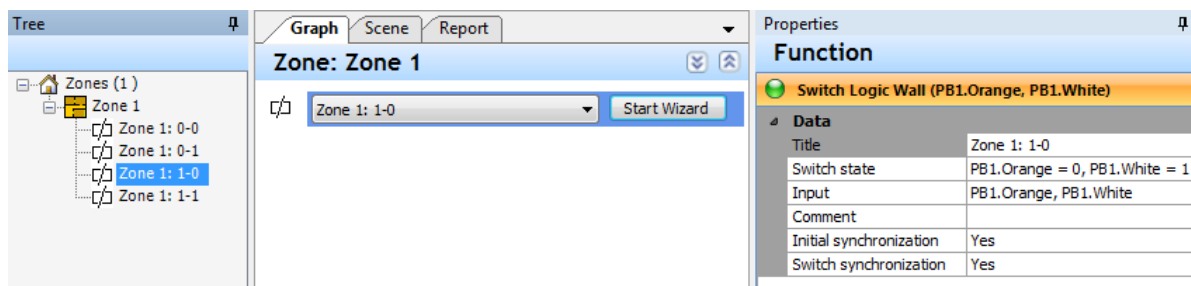 Tree
Zones (1 )
Zone 1
Zone 1: 0-0
Zone 1: 0-1
Zone 1: 1-0
Zone 1: 1-1
Graph Scene Report
Zone: Zone 1
Zone 1: 1-0 Start Wizard
Properties
Function
Switch Logic Wall (PB1.Orange, PB1.White)
Data
Title Zone 1: 1-0
Switch state PB1.Orange = 0, PB1.White = 1
Input PB1.Orange, PB1.White
Comment
Initial synchronization Yes
Switch synchronization Yes